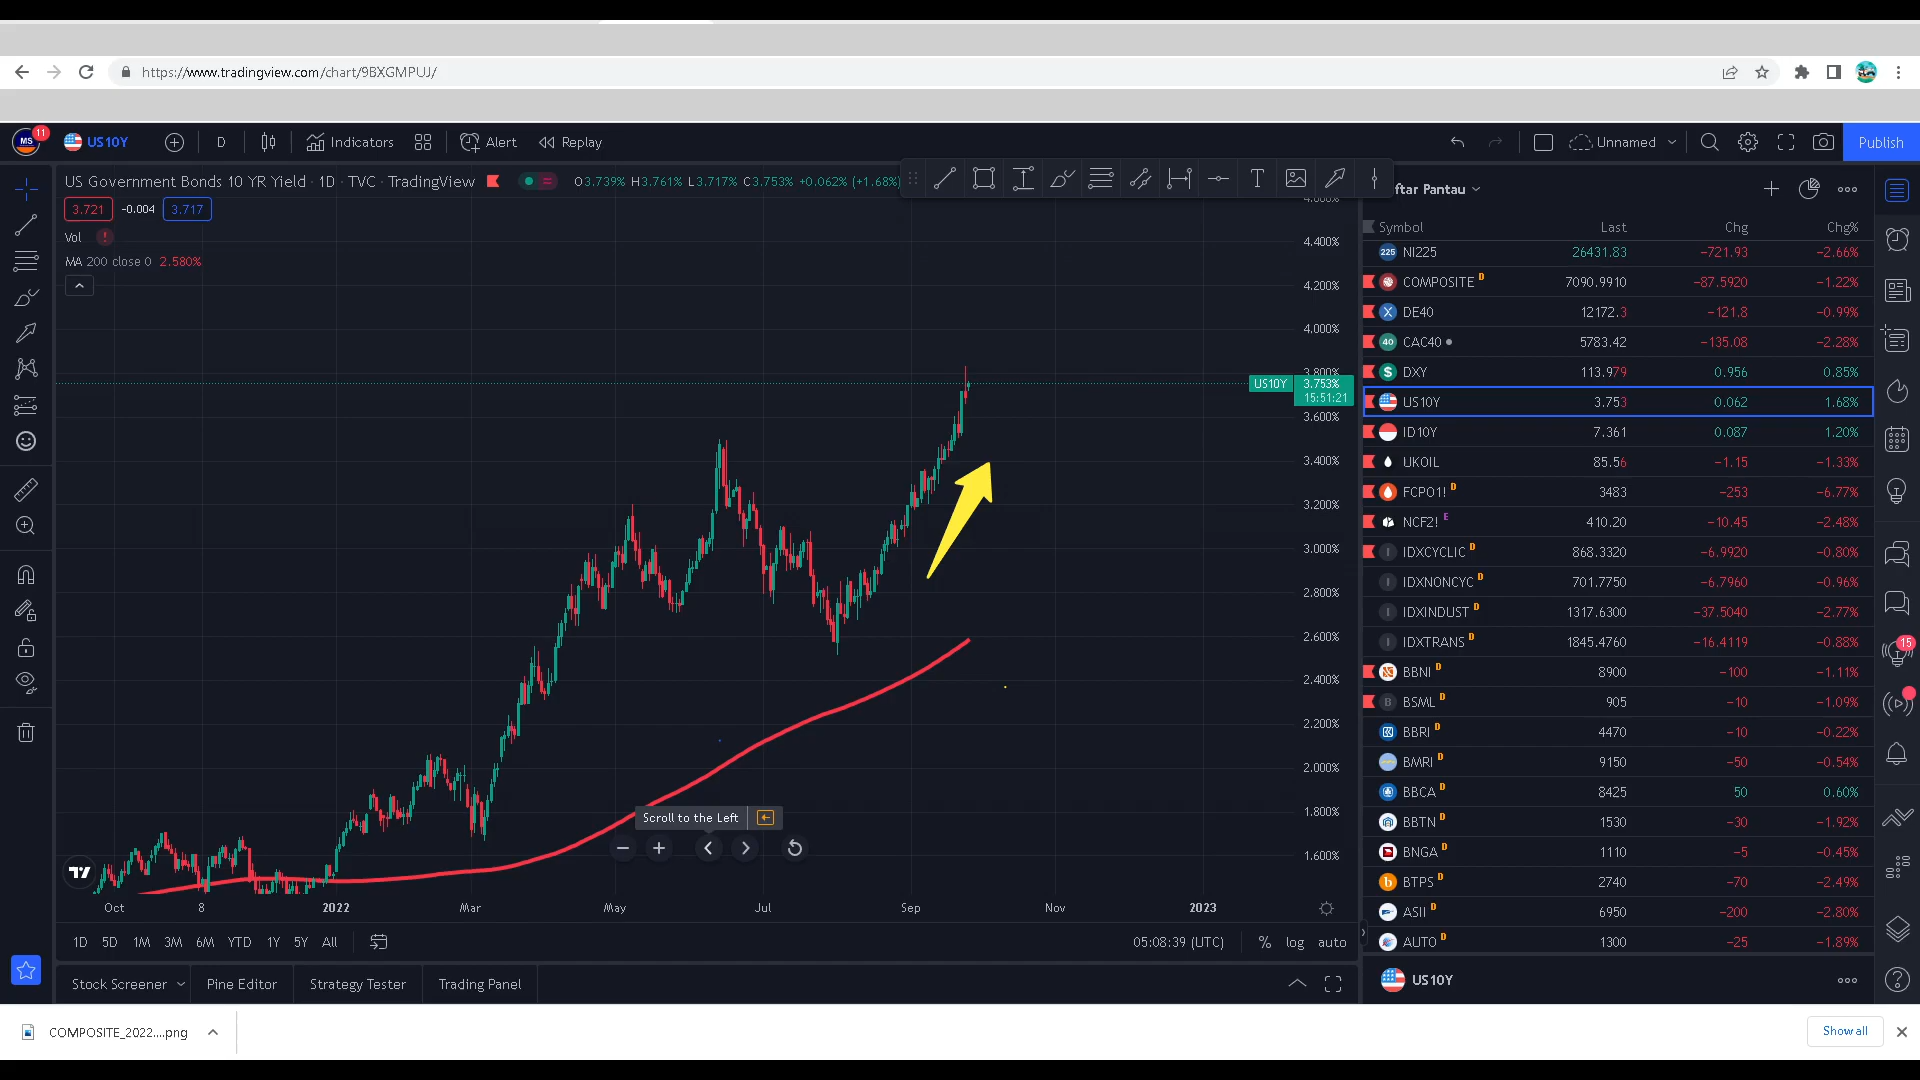 https://www.tradingview.com/chart/9BXGMPUJ/
MS 11 US10Y D Indicators Alert Replay Unnamed Publish
US Government Bonds 10 YR Yield · 1D · TVC · TradingView O3.739% H3.761% L3.717% C3.753% +0.062% (+1.68%)
3.721 -0.004 3.717
Vol
MA 200 close 0 2.580%
4.400%
4.200%
4.000%
3.800%
US10Y 3.753%
15:51:21
3.600%
3.400%
3.200%
3.000%
2.800%
2.600%
2.400%
2.200%
2.000%
1.800%
1.600%
Scroll to the Left
Oct 8 2022 Mar May Jul Sep Nov 2023
1D 5D 1M 3M 6M YTD 1Y 5Y All 05:08:39 (UTC) % log auto
Stock Screener Pine Editor Strategy Tester Trading Panel
ftar Pantau
Symbol Last Chg Chg%
225 NI225 26431.83 −721.93 −2.66%
COMPOSITE D 7090.9910 −87.5920 −1.22%
X DE40 12172.3 −121.8 −0.99%
40 CAC40 5783.42 −135.08 −2.28%
$ DXY 113.979 0.956 0.85%
US10Y 3.753 0.062 1.68%
ID10Y 7.361 0.087 1.20%
UKOIL 85.56 −1.15 −1.33%
FCPO1! D 3483 −253 −6.77%
NCF2! E 410.20 −10.45 −2.48%
I IDXCYCLIC D 868.3320 −6.9920 −0.80%
I IDXNONCYC D 701.7750 −6.7960 −0.96%
I IDXINDUST D 1317.6300 −37.5040 −2.77%
I IDXTRANS D 1845.4760 −16.4119 −0.88%
BBNI D 8900 −100 −1.11%
B BSML D 905 −10 −1.09%
BBRI D 4470 −10 −0.22%
BMRI D 9150 −50 −0.54%
BBCA D 8425 50 0.60%
BBTN D 1530 −30 −1.92%
BNGA D 1110 −5 −0.45%
BTPS D 2740 −70 −2.49%
ASII D 6950 −200 −2.80%
AUTO D 1300 −25 −1.89%
US10Y
15
COMPOSITE_2022....png Show all